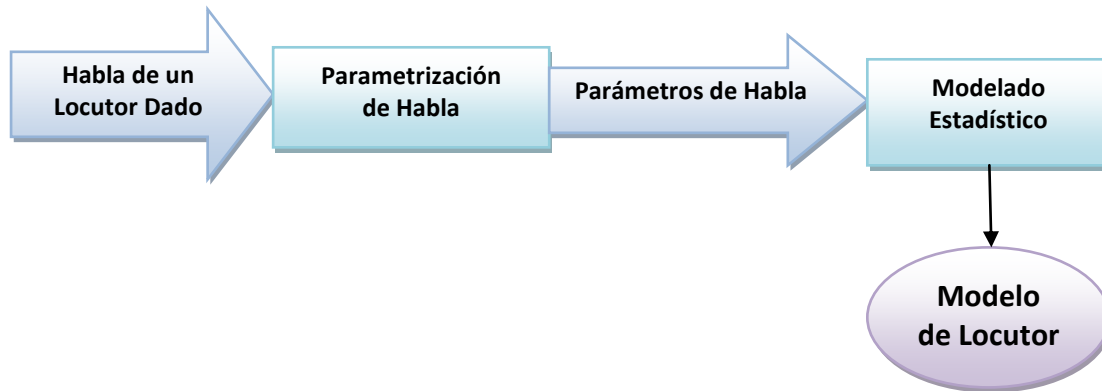 Habla de un
Locutor Dado
Parametrización
de Habla
Parámetros de Habla
Modelado
Estadístico
Modelo
de Locutor